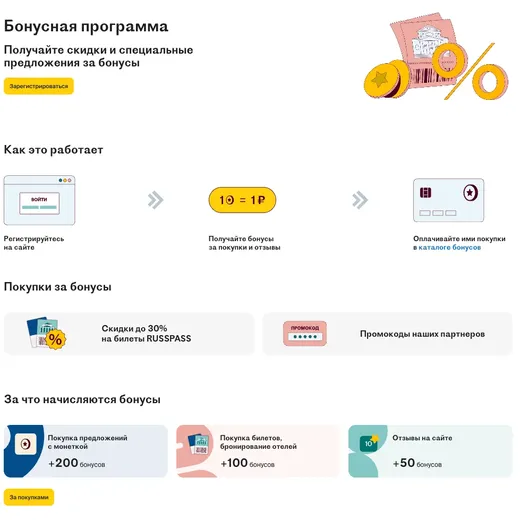 Бонусная программа
Получайте скидки и специальные
предложения за бонусы
Зарегистрироваться
Как это работает
ВОЙТИ
1 = 1₽
Регистрируйтесь
на сайте
Получайте бонусы
за покупки и отзывы
Оплачивайте ими покупки
в каталоге бонусов
Покупки за бонусы
%
Скидки до 30%
на билеты RUSSPASS
ПРОМОКОД
Промокоды наших партнеров
За что начисляются бонусы
Покупка предложений
с монеткой
+200 бонусов
Покупка билетов,
бронирование отелей
+100 бонусов
10
Отзывы на сайте
+50 бонусов
За покупками